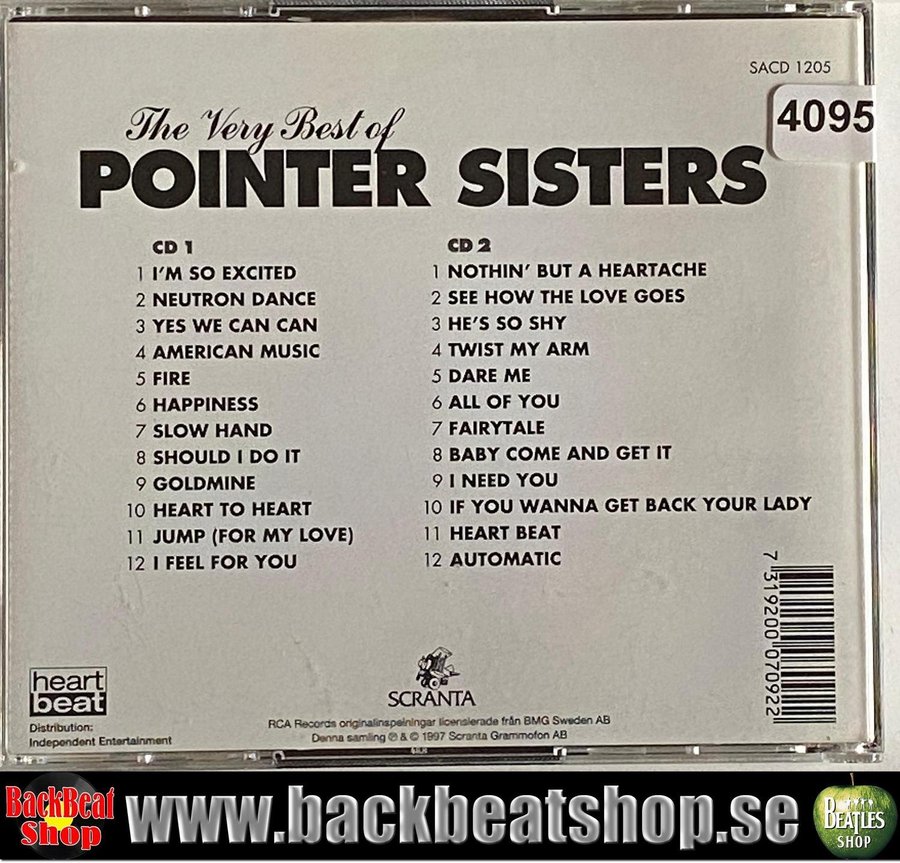 SACD 1205
4095
The Very Best of
POINTER SISTERS
CD 1
1 I'M SO EXCITED
2 NEUTRON DANCE
3 YES WE CAN CAN
4 AMERICAN MUSIC
5 FIRE
6 HAPPINESS
7 SLOW HAND
8 SHOULD I DO IT
9 GOLDMINE
10 HEART TO HEART
11 JUMP (FOR MY LOVE)
12 I FEEL FOR YOU
CD 2
1 NOTHIN' BUT A HEARTACHE
2 SEE HOW THE LOVE GOES
3 HE'S SO SHY
4 TWIST MY ARM
5 DARE ME
6 ALL OF YOU
7 FAIRYTALE
8 BABY COME AND GET IT
9 I NEED YOU
10 IF YOU WANNA GET BACK YOUR LADY
11 HEART BEAT
12 AUTOMATIC
7 319200 070922
heart
beat
Distribution:
Independent Entertainment
SCRANTA
RCA Records originalinspelningar licensierade från BMG Sweden AB
Denna samling ℗ & © 1997 Scranta Grammofon AB
BackBeat
Shop
www.backbeatshop.se
BEATLES
SHOP